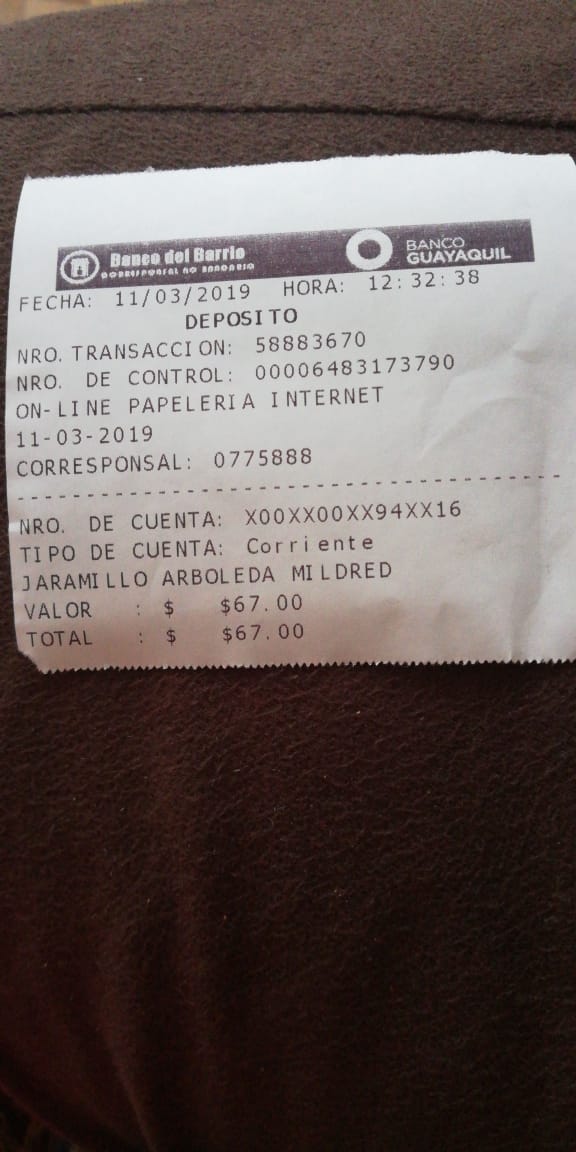 Banco del Barrio
CORRESPONSAL NO BANCARIO
BANCO
GUAYAQUIL
FECHA: 11/03/2019 HORA: 12:32:38
DEPOSITO
NRO. TRANSACCION: 58883670
NRO. DE CONTROL: 00006483173790
ON-LINE PAPELERIA INTERNET
11-03-2019
CORRESPONSAL: 0775888
NRO. DE CUENTA: X00XX00XX94XX16
TIPO DE CUENTA: Corriente
JARAMILLO ARBOLEDA MILDRED
VALOR : $ $67.00
TOTAL : $ $67.00